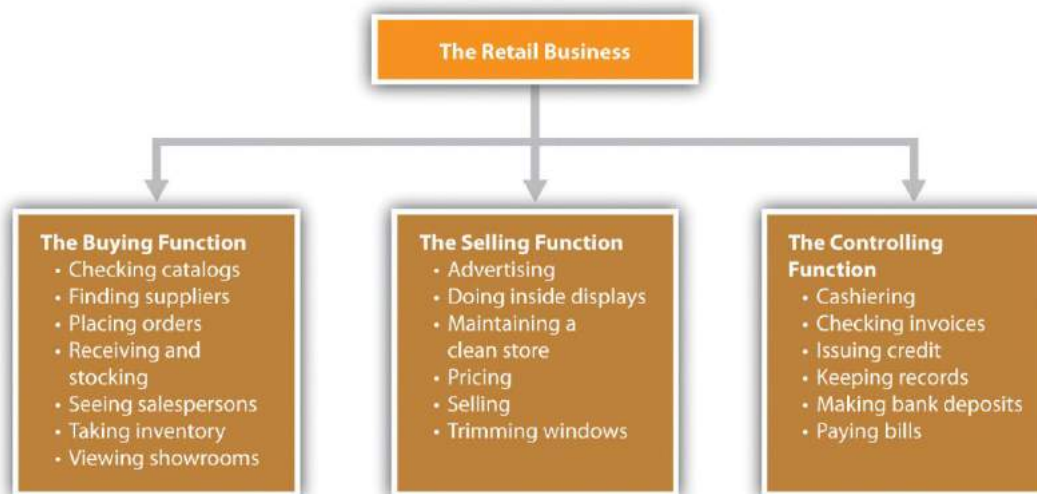 The Retail Business
The Buying Function
• Checking catalogs
• Finding suppliers
• Placing orders
• Receiving and
stocking
• Seeing salespersons
• Taking inventory
• Viewing showrooms
The Selling Function
• Advertising
• Doing inside displays
• Maintaining a
clean store
• Pricing
• Selling
• Trimming windows
The Controlling
Function
• Cashiering
• Checking invoices
• Issuing credit
• Keeping records
• Making bank deposits
• Paying bills